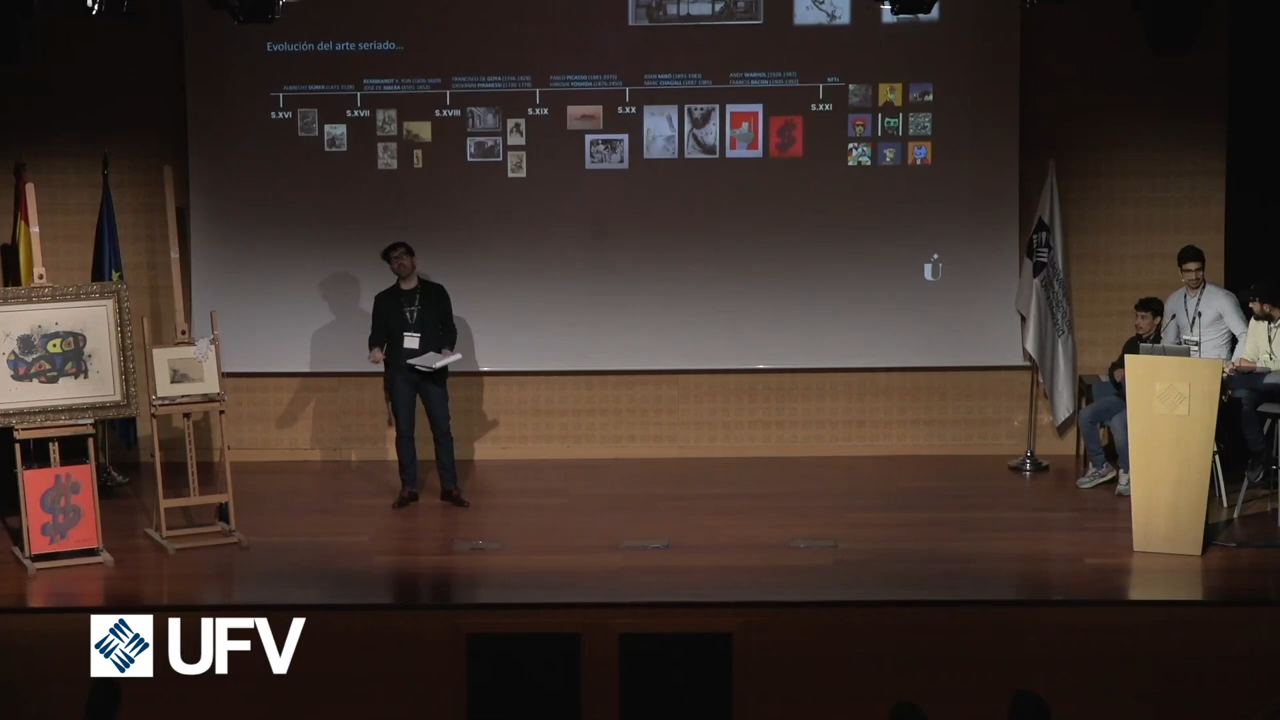 Evolución del arte seriado...
ALBRECHT DÜRER (1471-1528)
REMBRANDT V. RIJN (1606-1669)
JOSÉ DE RIBERA (1591-1652)
FRANCISCO DE GOYA (1746-1828)
GIOVANNI PIRANESI (1720-1778)
PABLO PICASSO (1881-1973)
HIROSHI YOSHIDA (1876-1950)
JOAN MIRÓ (1893-1983)
MARC CHAGALL (1887-1985)
ANDY WARHOL (1928-1987)
FRANCIS BACON (1909-1992)
NFTs
S.XVI
S.XVII
S.XVIII
S.XIX
S.XX
S.XXI
UFV